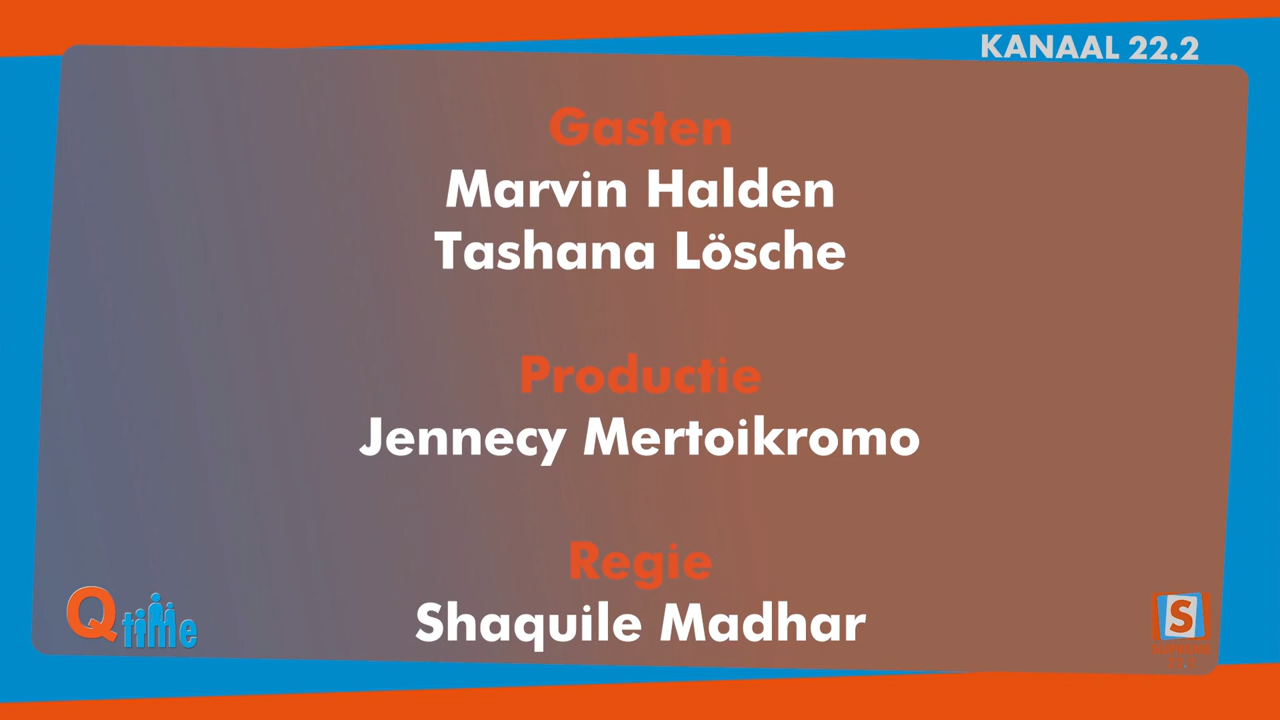 KANAAL 22.2
Gasten
Marvin Halden
Tashana Lösche
Productie
Jennecy Mertoikromo
Regie
Shaquile Madhar
Q time
S